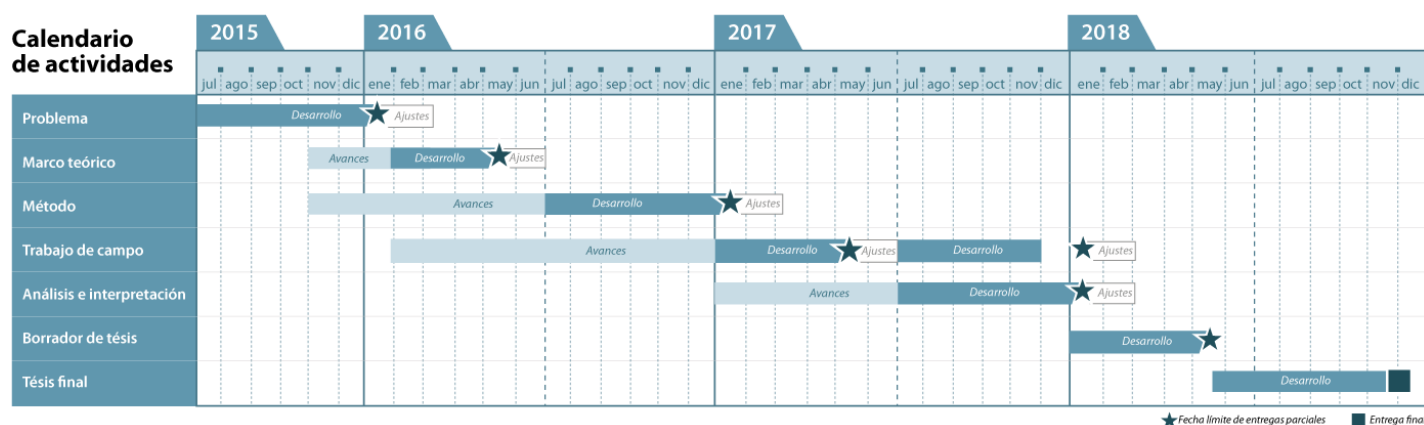 Calendario
de actividades
2015 2016 2017 2018
jul ago sep oct nov dic ene feb mar abr may jun jul ago sep oct nov dic ene feb mar abr may jun jul ago sep oct nov dic ene feb mar abr may jun jul ago sep oct nov dic
Problema Desarrollo Ajustes
Marco teórico Avances Desarrollo Ajustes
Método Avances Desarrollo Ajustes
Trabajo de campo Avances Desarrollo Ajustes Desarrollo Ajustes
Análisis e interpretación Avances Desarrollo Ajustes
Borrador de tésis Desarrollo
Tésis final Desarrollo
Fecha límite de entregas parciales Entrega final